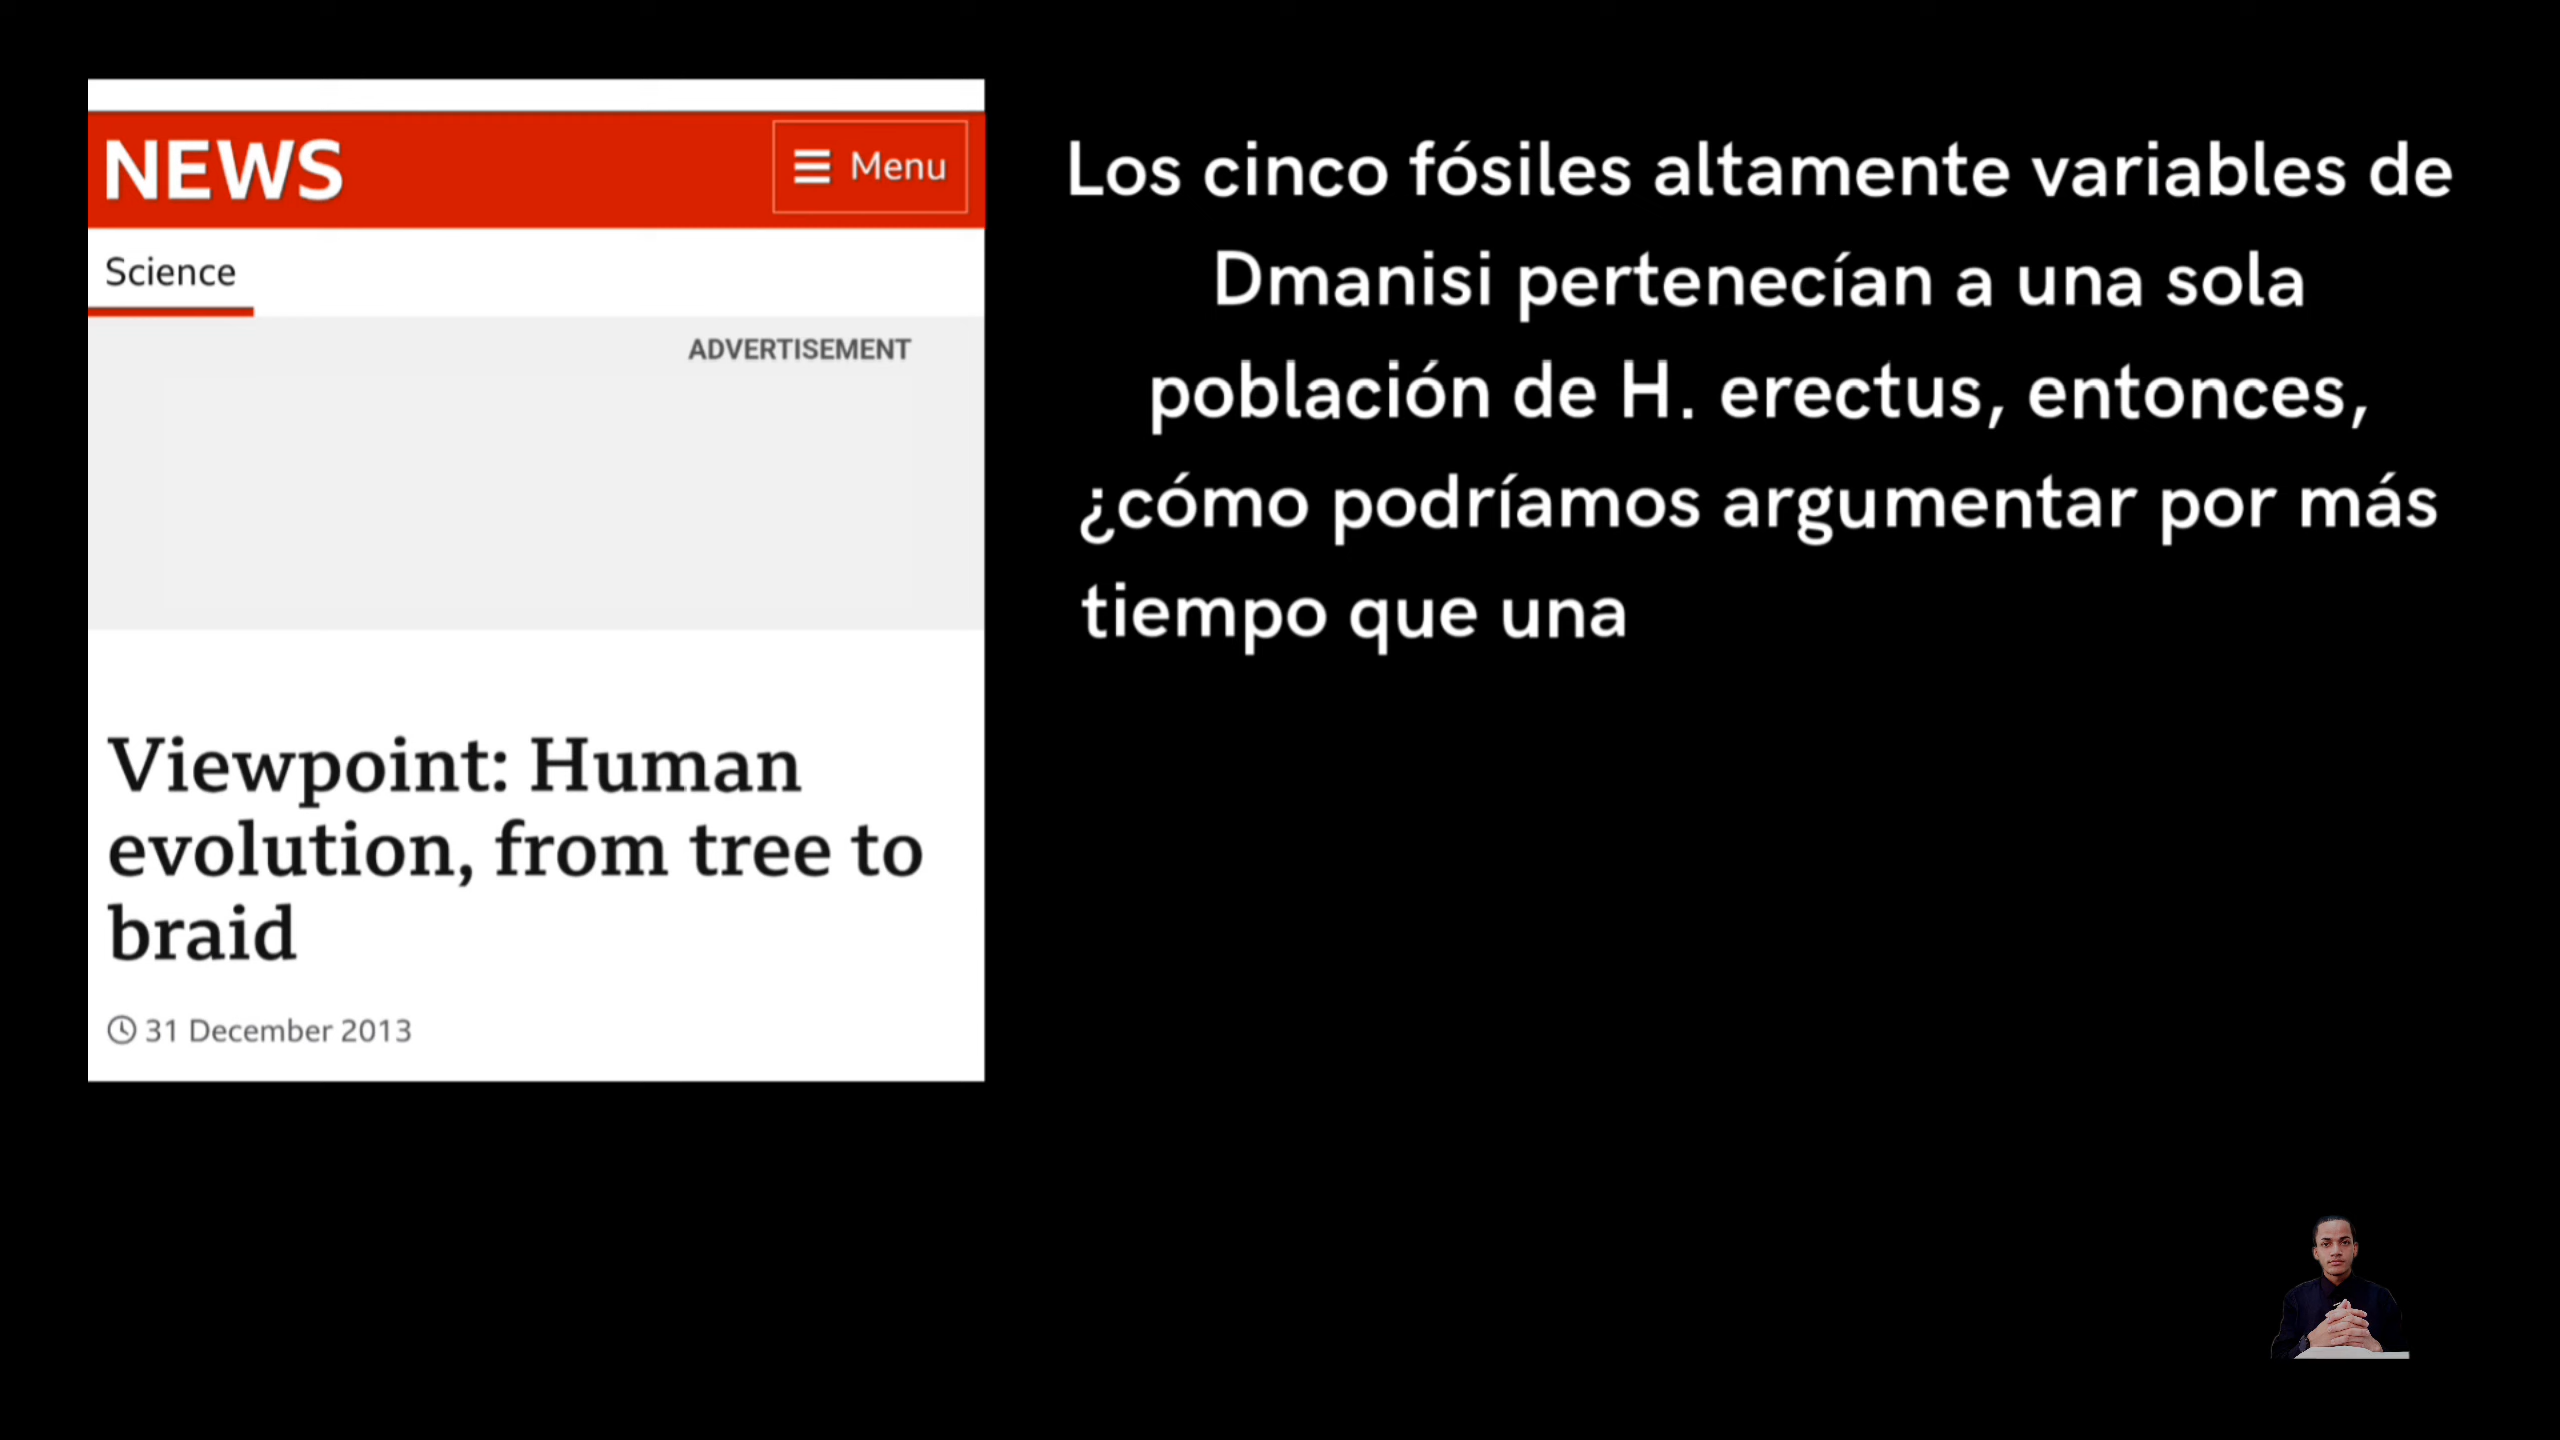 NEWS
Menu
Science
ADVERTISEMENT
Viewpoint: Human
evolution, from tree to
braid
31 December 2013
Los cinco fósiles altamente variables de
Dmanisi pertenecían a una sola
población de H. erectus, entonces,
¿cómo podríamos argumentar por más
tiempo que una